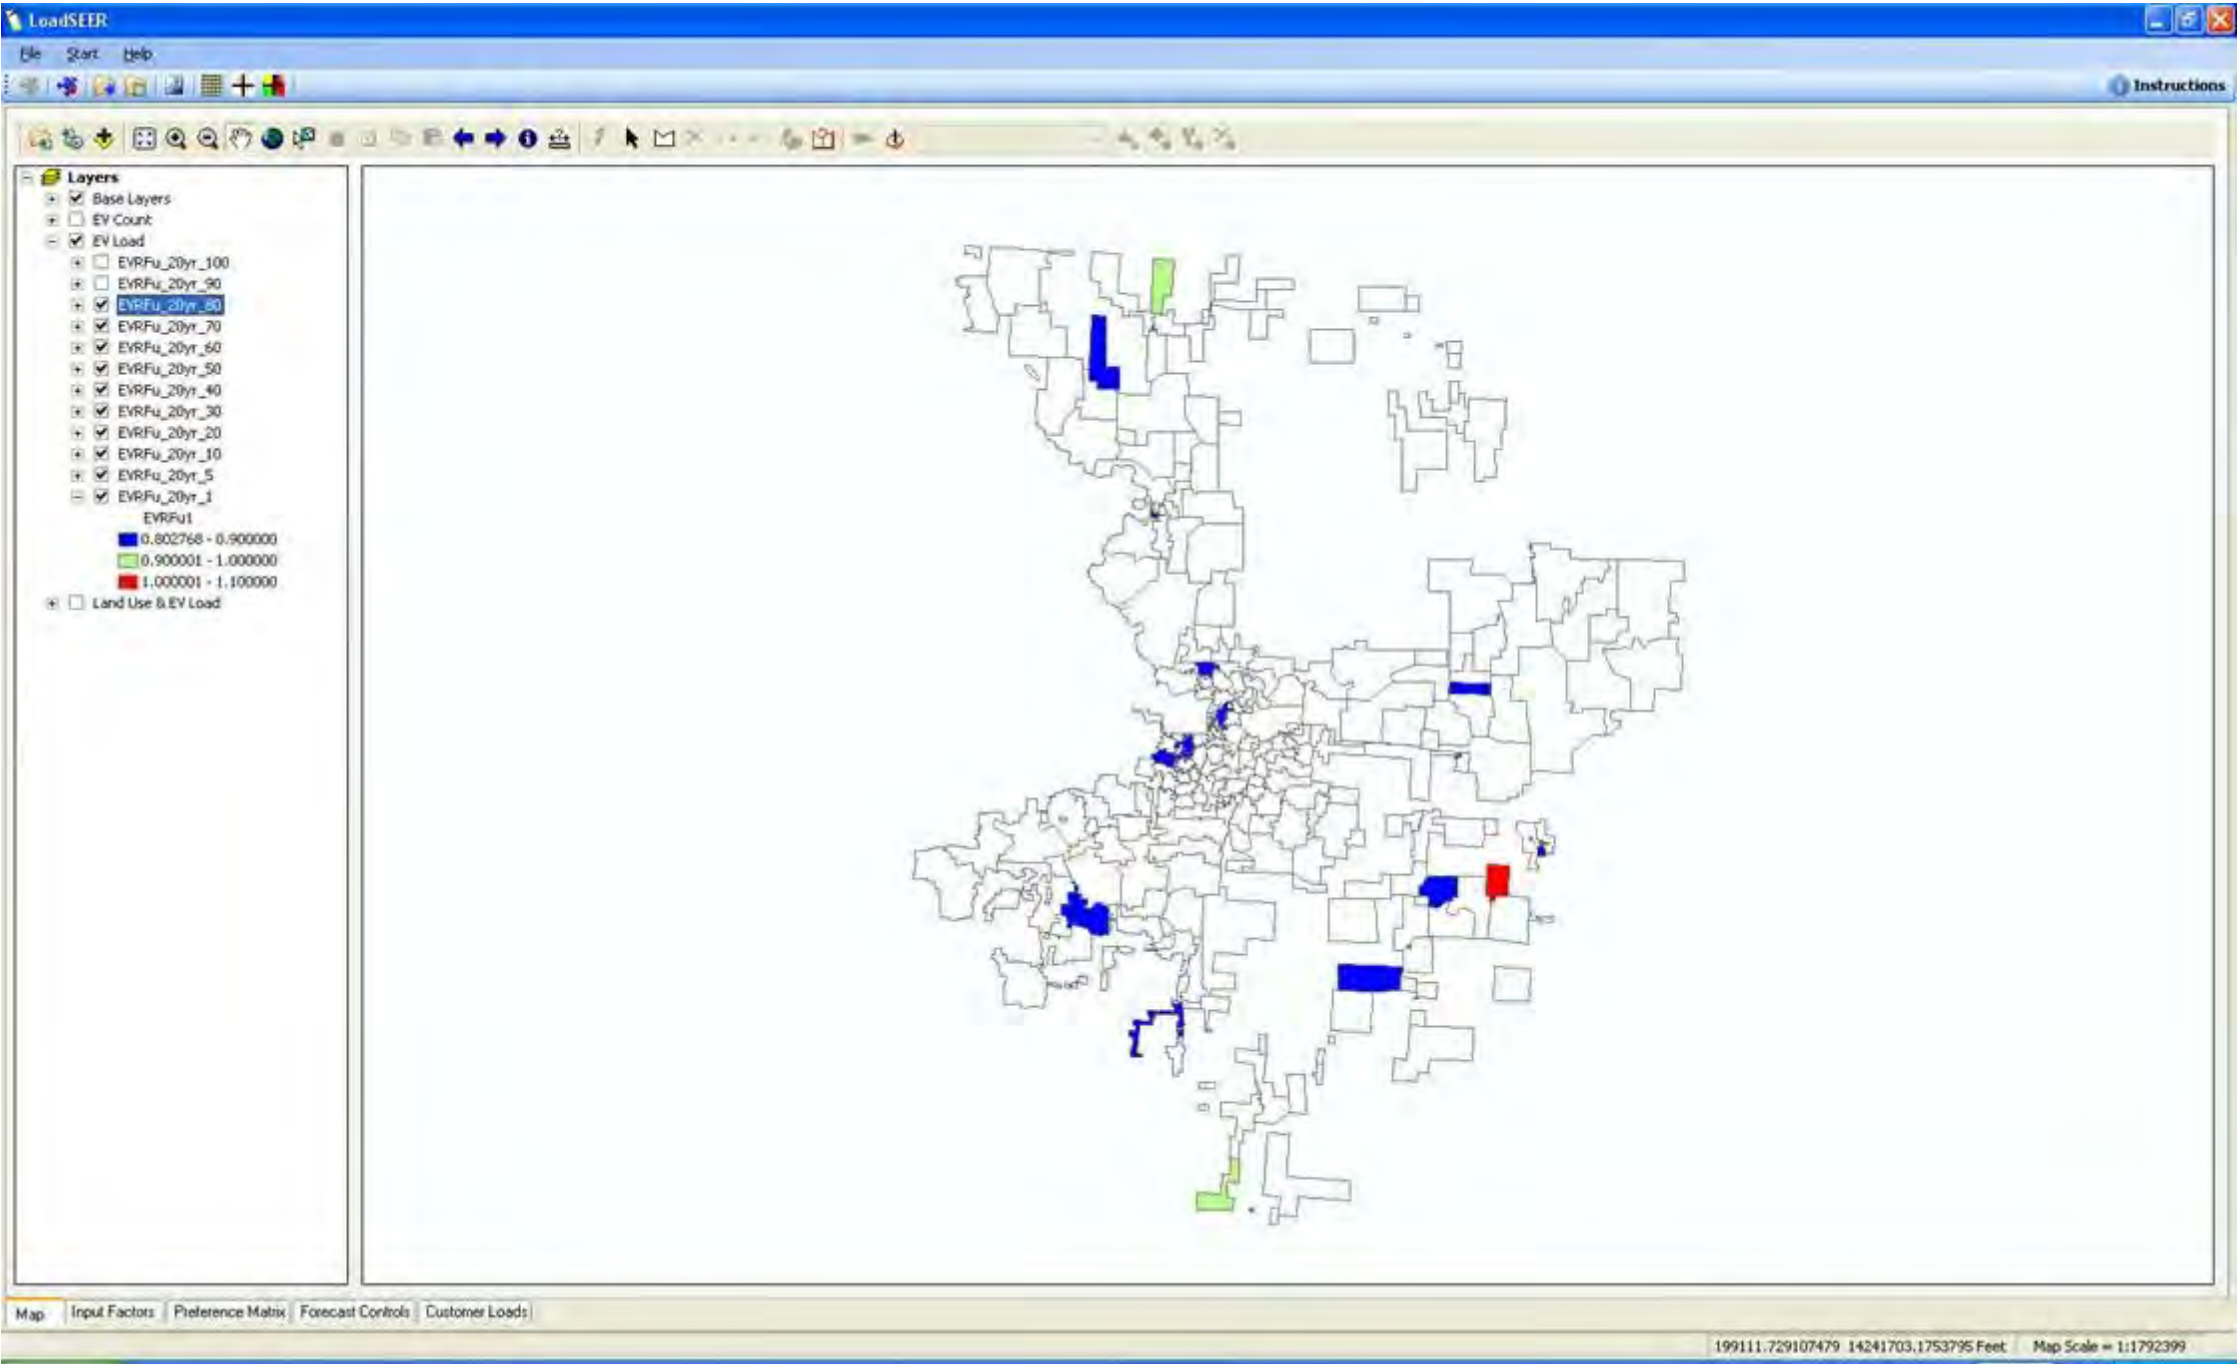 LoadSEER
File Start Help
Instructions
Layers
Base Layers
EV Count
EV Load
EVRFu_20yr_100
EVRFu_20yr_90
EVRFu_20yr_80
EVRFu_20yr_70
EVRFu_20yr_60
EVRFu_20yr_50
EVRFu_20yr_40
EVRFu_20yr_30
EVRFu_20yr_20
EVRFu_20yr_10
EVRFu_20yr_5
EVRFu_20yr_1
EVRFu1
0.802768 - 0.900000
0.900001 - 1.000000
1.000001 - 1.100000
Land Use & EV Load
Map Input Factors Preference Matrix Forecast Controls Customer Loads
199111.729107479 14241703.1753795 Feet Map Scale = 1:1792399